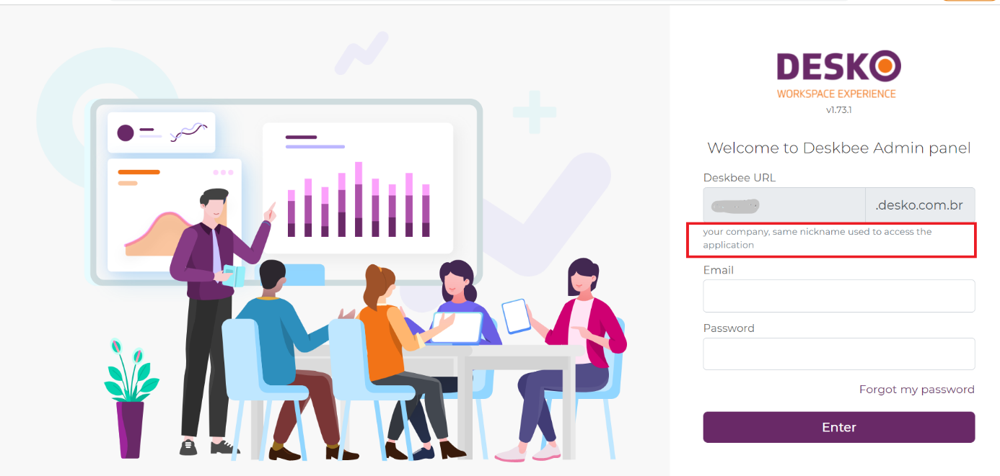 DESKO
WORKSPACE EXPERIENCE
v1.73.1
Welcome to Deskbee Admin panel
Deskbee URL
.desko.com.br
your company, same nickname used to access the
application
Email
Password
Forgot my password
Enter